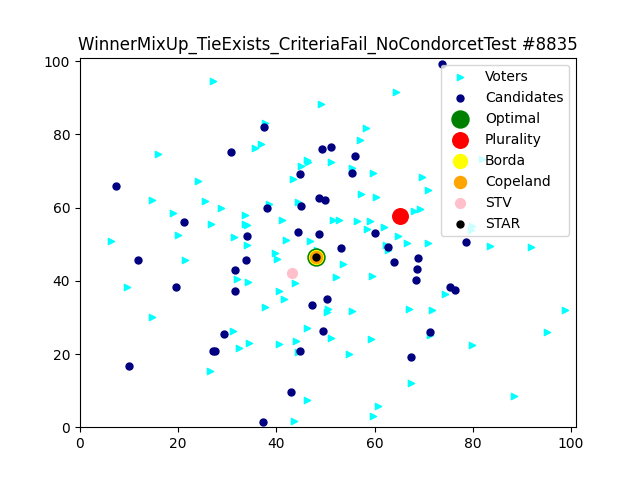 WinnerMixUp_TieExists_CriteriaFail_NoCondorcetTest #8835
100
80
60
40
20
0
0 20 40 60 80 100
Voters
Candidates
Optimal
Plurality
Borda
Copeland
STV
STAR